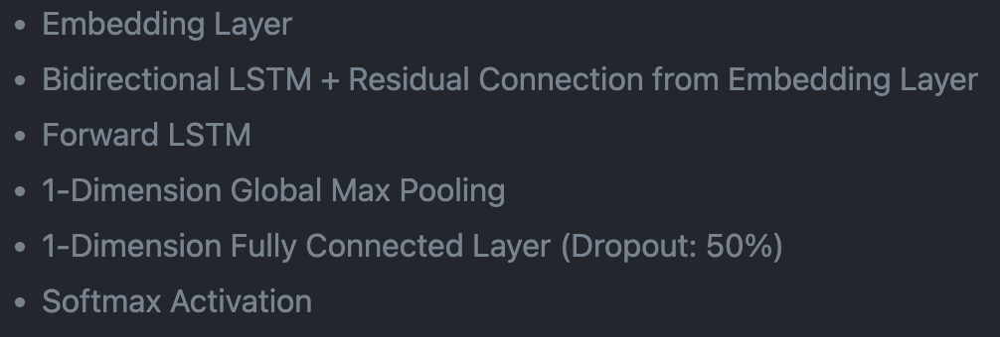 • Embedding Layer
• Bidirectional LSTM + Residual Connection from Embedding Layer
• Forward LSTM
• 1-Dimension Global Max Pooling
• 1-Dimension Fully Connected Layer (Dropout: 50%)
• Softmax Activation